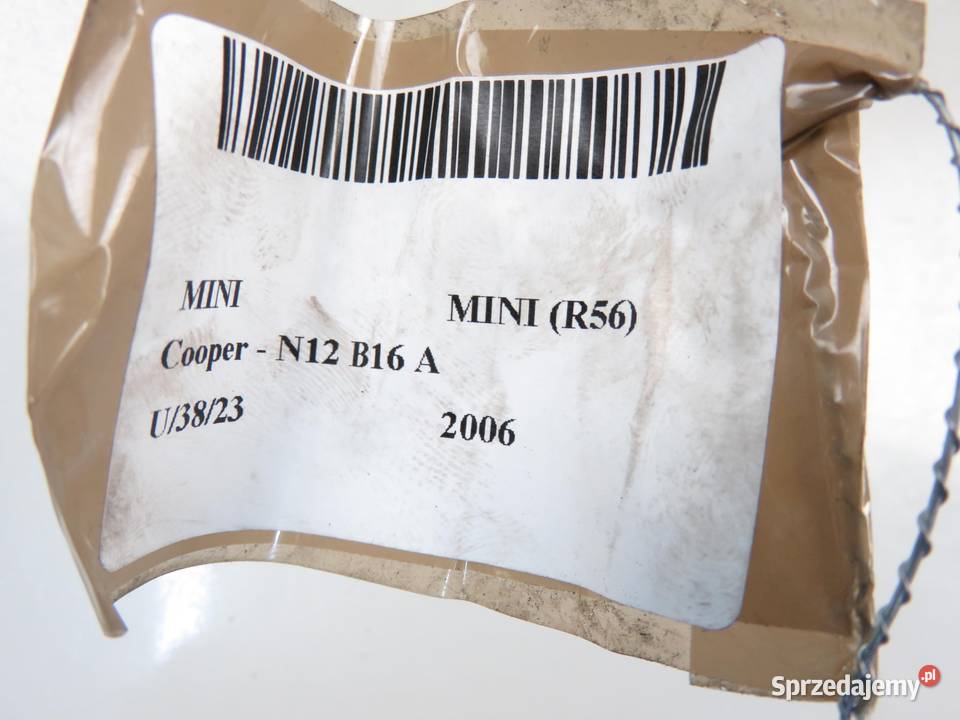 MINI MINI (R56)
Cooper - N12 B16 A
U/38/23 2006
Sprzedajemy.pl